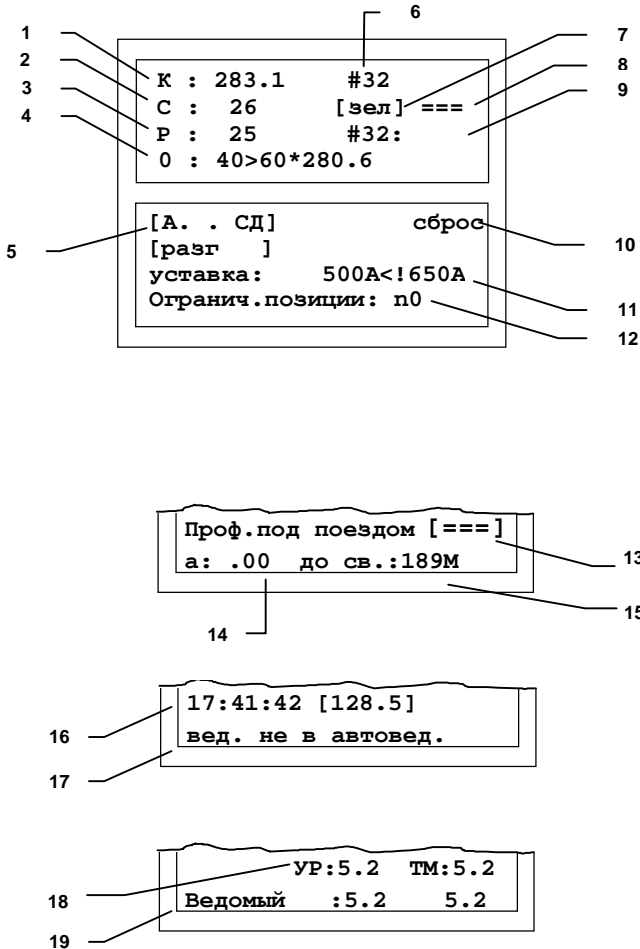 6
1
2
3
4
7
8
9
К : 283.1 #32
С : 26 [зел] ===
Р : 25 #32:
0 : 40>60*280.6
5
10
11
12
[А. . СД] сброс
[разг ]
уставка: 500А<!650А
Огранич.позиции: n0
Проф.под поездом [===]
а: .00 до св.:189М
13
14
15
16
17
17:41:42 [128.5]
вед. не в автовед.
18
19
УР:5.2 ТМ:5.2
Ведомый :5.2 5.2